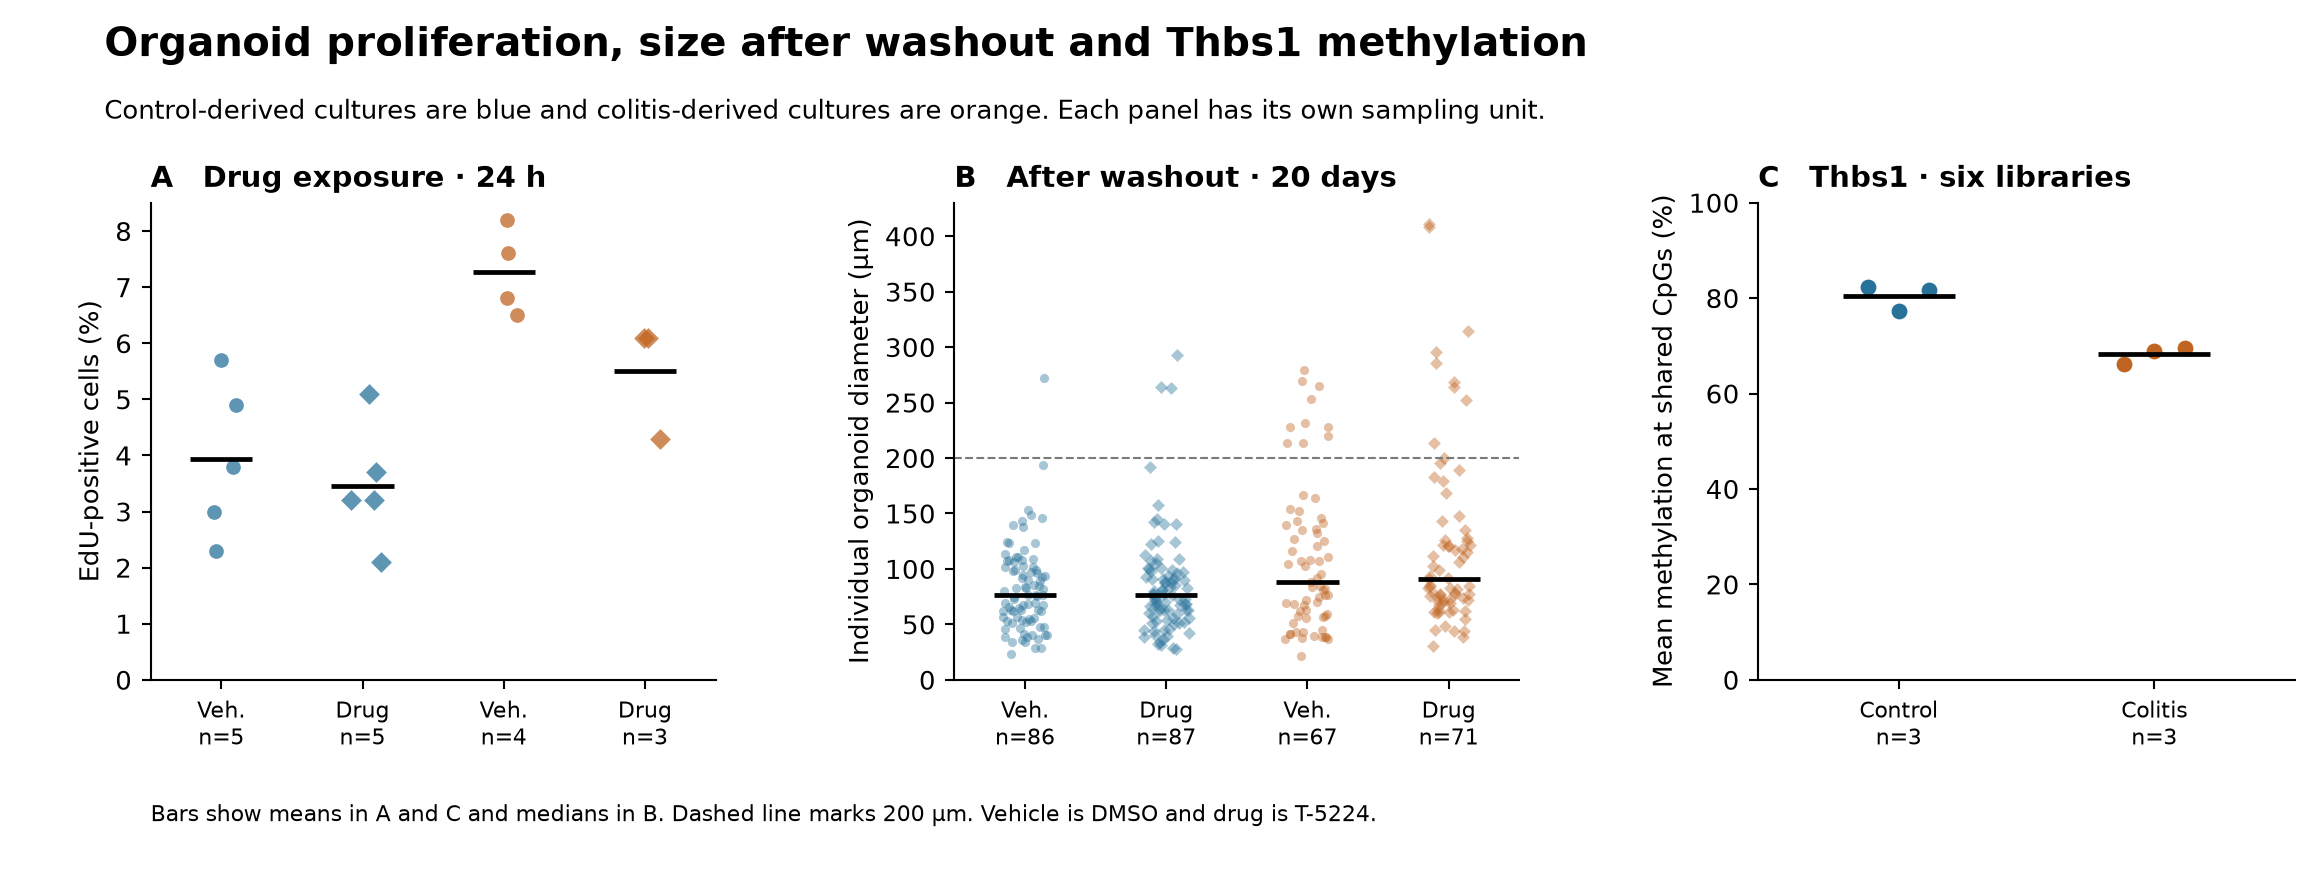 Organoid proliferation, size after washout and Thbs1 methylation
Control-derived cultures are blue and colitis-derived cultures are orange. Each panel has its own sampling unit.
A Drug exposure · 24 h
EdU-positive cells (%)
8
7
6
5
4
3
2
1
0
Veh.
n=5
Drug
n=5
Veh.
n=4
Drug
n=3
B After washout · 20 days
Individual organoid diameter (µm)
400
350
300
250
200
150
100
50
0
Veh.
n=86
Drug
n=87
Veh.
n=67
Drug
n=71
C Thbs1 · six libraries
Mean methylation at shared CpGs (%)
100
80
60
40
20
0
Control
n=3
Colitis
n=3
Bars show means in A and C and medians in B. Dashed line marks 200 µm. Vehicle is DMSO and drug is T-5224.